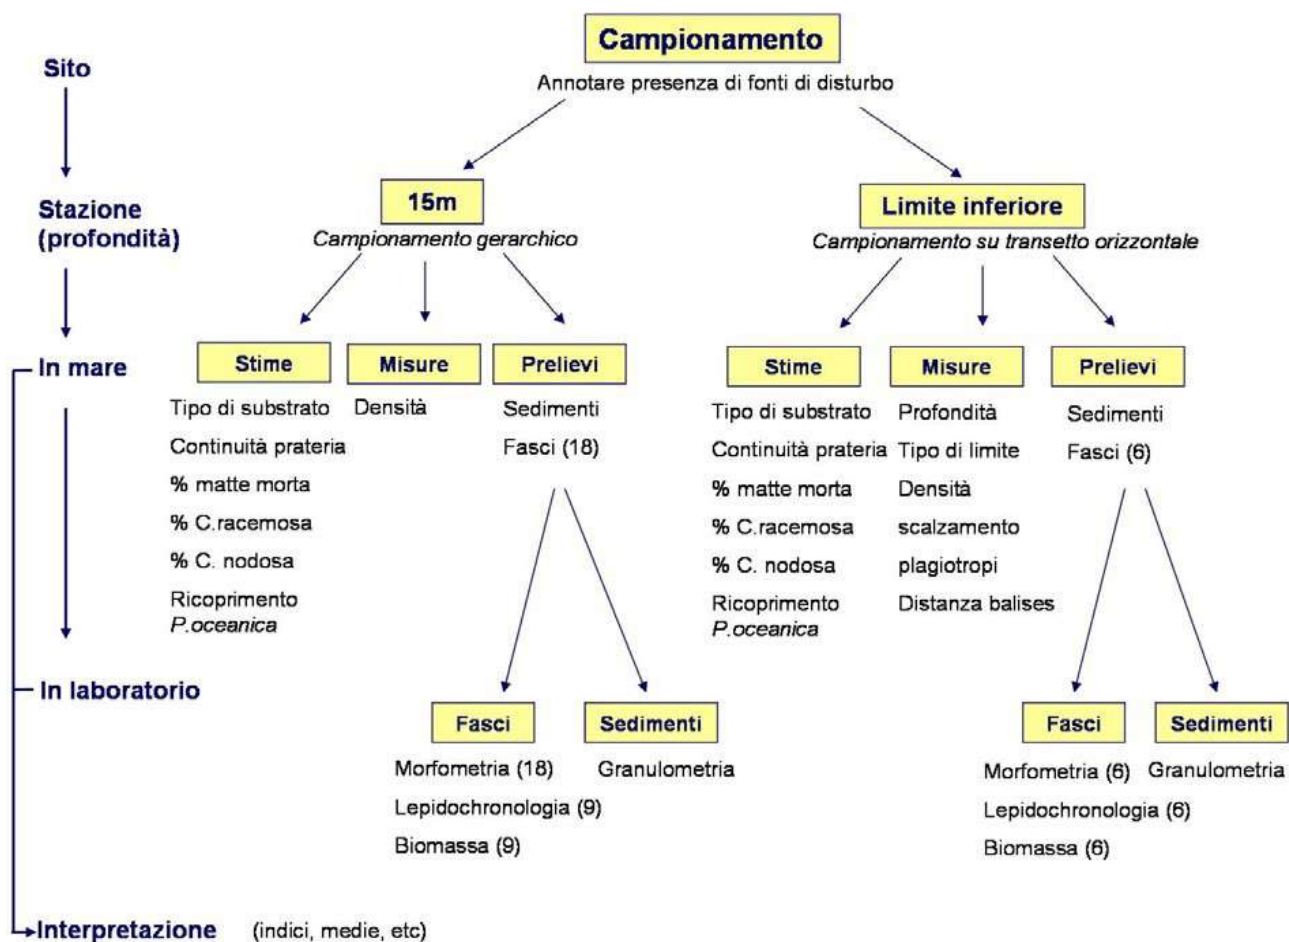 Campionamento
Sito
Annotare presenza di fonti di disturbo
15m
Limite inferiore
Stazione
(profondità)
Campionamento gerarchico
Campionamento su transetto orizzontale
In mare
Stime
Misure
Prelievi
Stime
Misure
Prelievi
Tipo di substrato
Continuità prateria
% matte morta
% C.racemosa
% C. nodosa
Ricoprimento
P.oceanica
Densità
Sedimenti
Fasci (18)
Tipo di substrato
Continuità prateria
% matte morta
% C.racemosa
% C. nodosa
Ricoprimento
P.oceanica
Profondità
Tipo di limite
Densità
scalzamento
plagiotropi
Distanza balises
Sedimenti
Fasci (6)
In laboratorio
Fasci
Sedimenti
Morfometria (18)
Lepidochronologia (9)
Biomassa (9)
Granulometria
Fasci
Sedimenti
Morfometria (6)
Lepidochronologia (6)
Biomassa (6)
Granulometria
Interpretazione (indici, medie, etc)